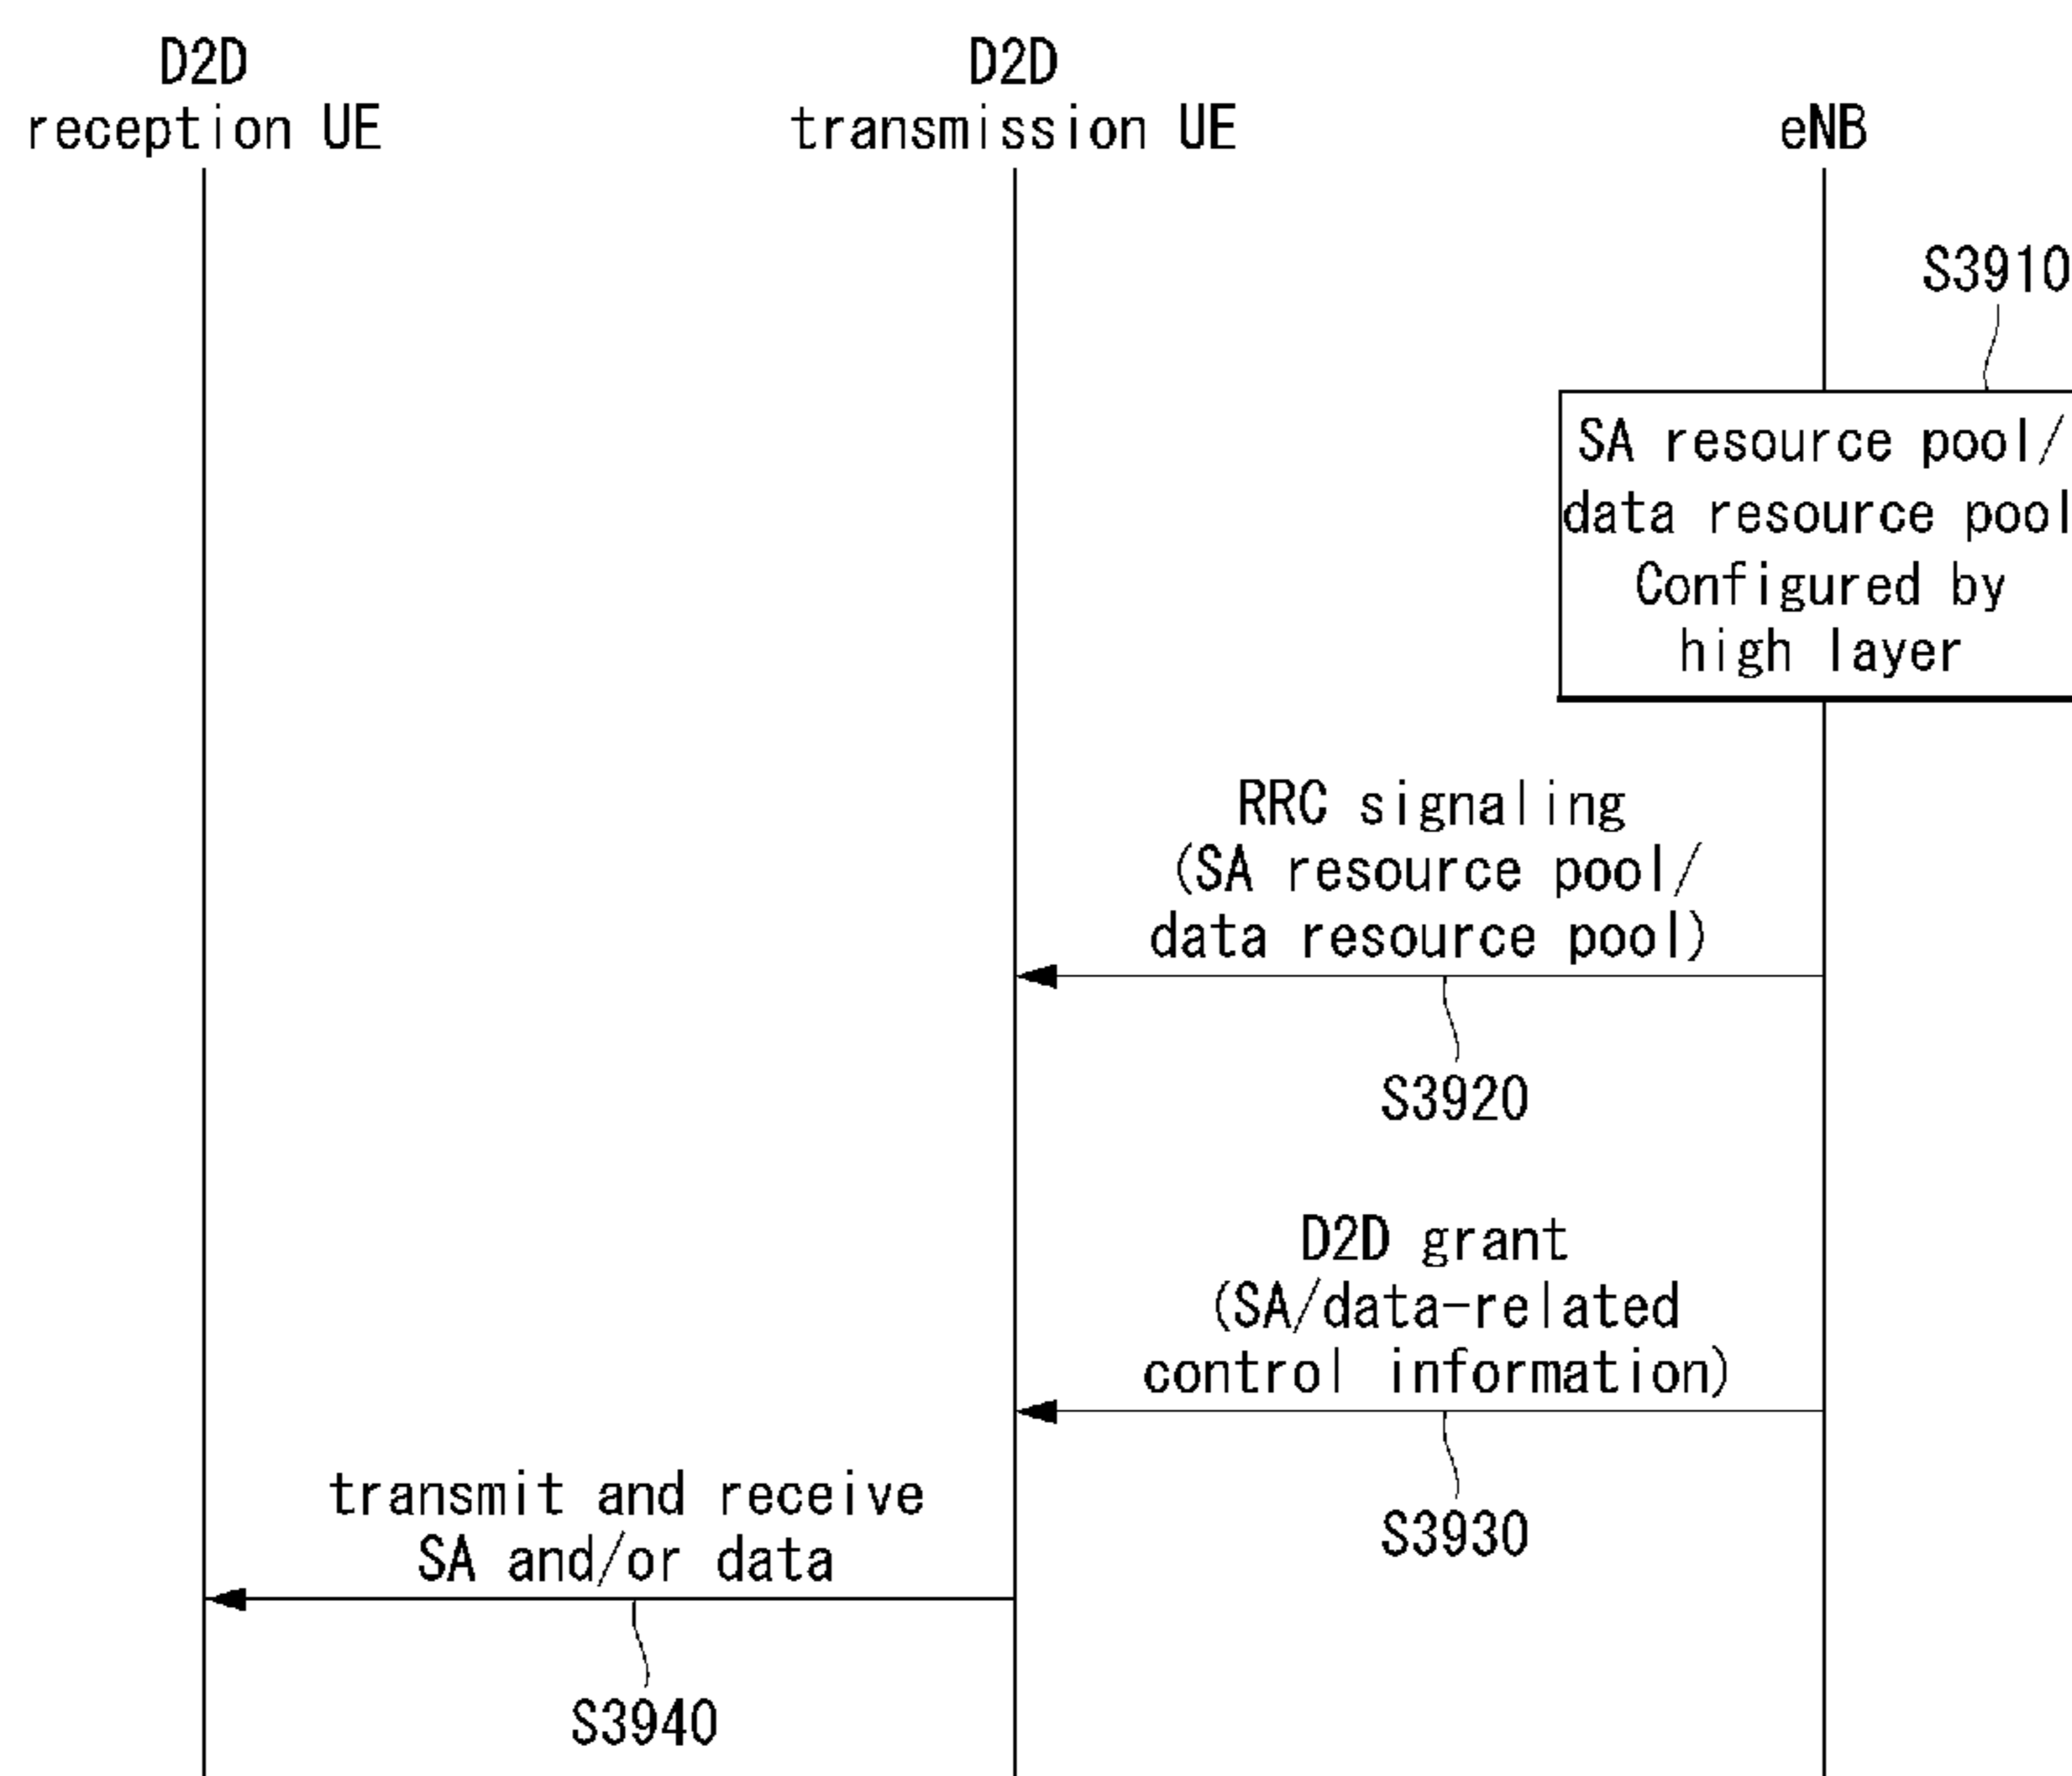 D2D
reception UE
D2D
transmission UE
eNB
S3910
SA resource pool/
data resource pool
Configured by
high layer
RRC signaling
(SA resource pool/
data resource pool)
S3920
D2D grant
(SA/data-related
control information)
S3930
transmit and receive
SA and/or data
S3940